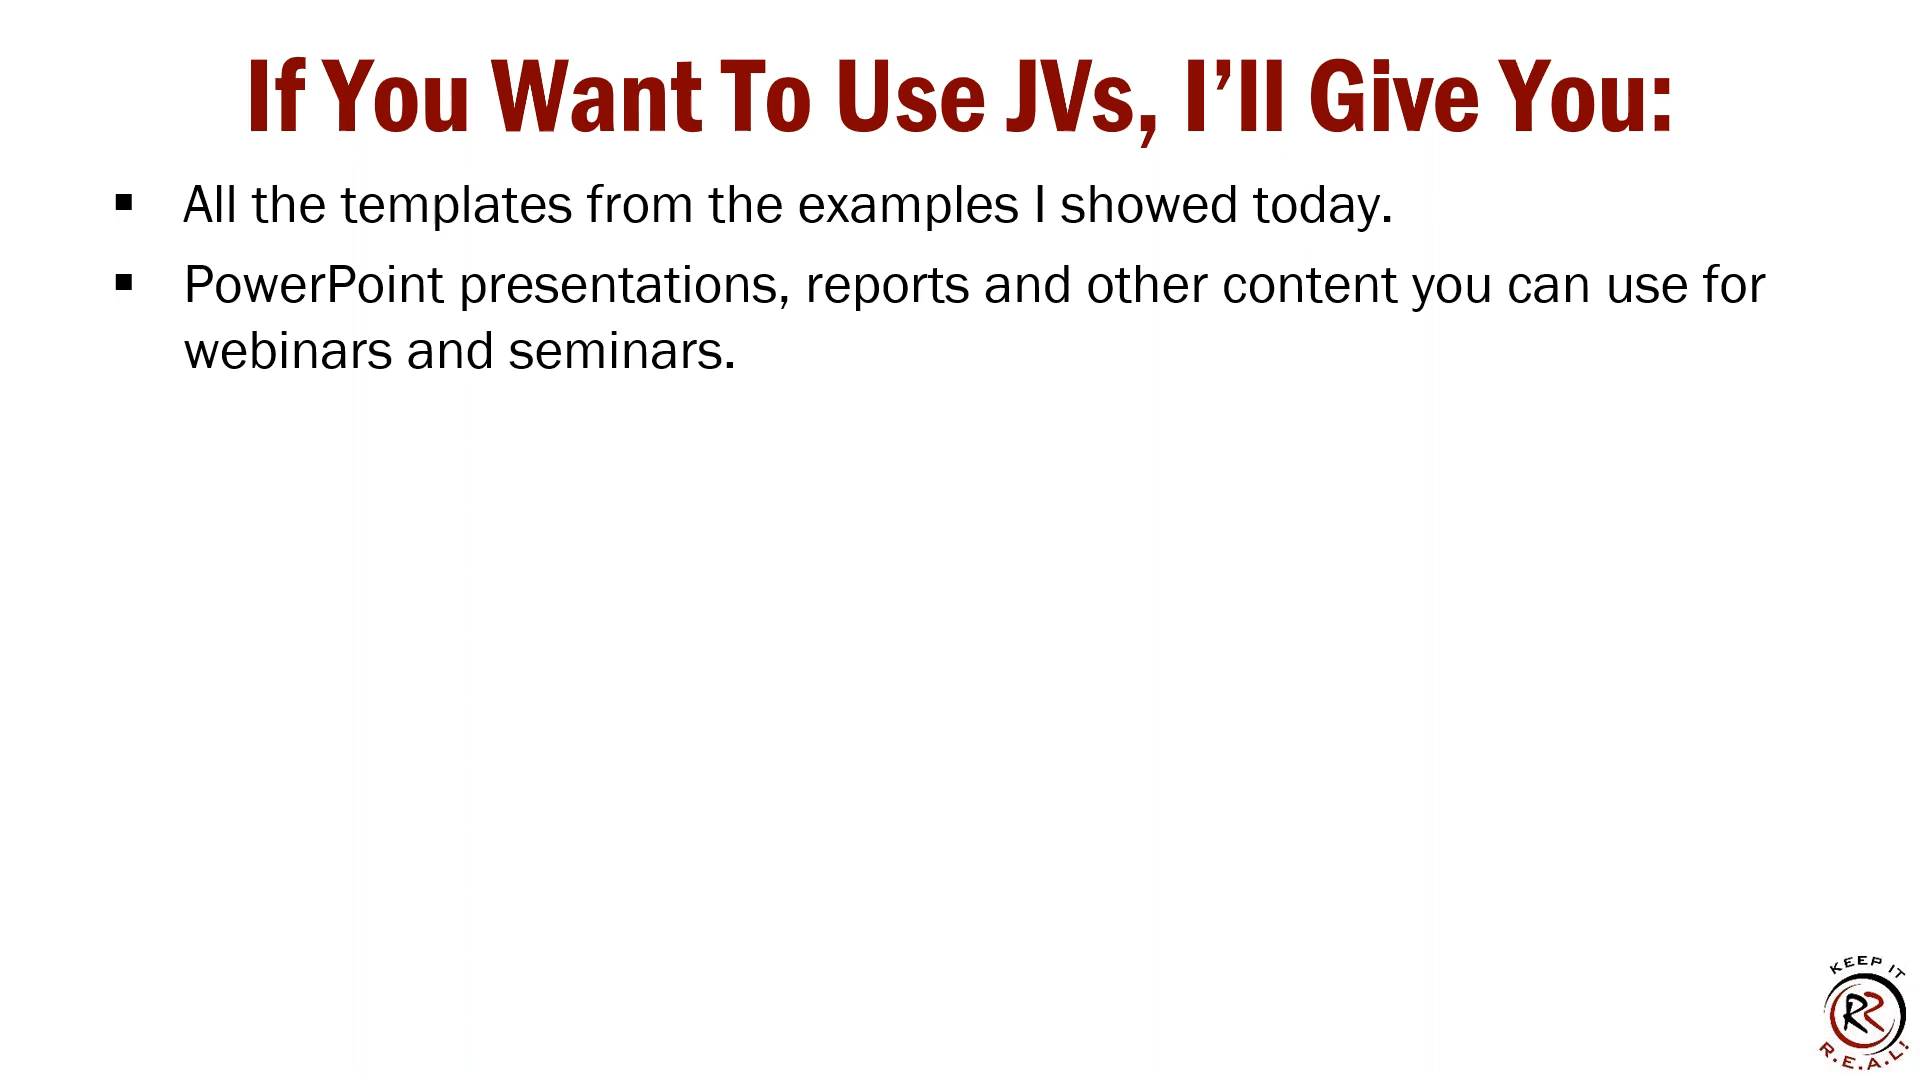 If You Want To Use JVs, I’ll Give You:
▪ All the templates from the examples I showed today.
▪ PowerPoint presentations, reports and other content you can use for
webinars and seminars.
KEEP IT
RR
R.E.A.L!